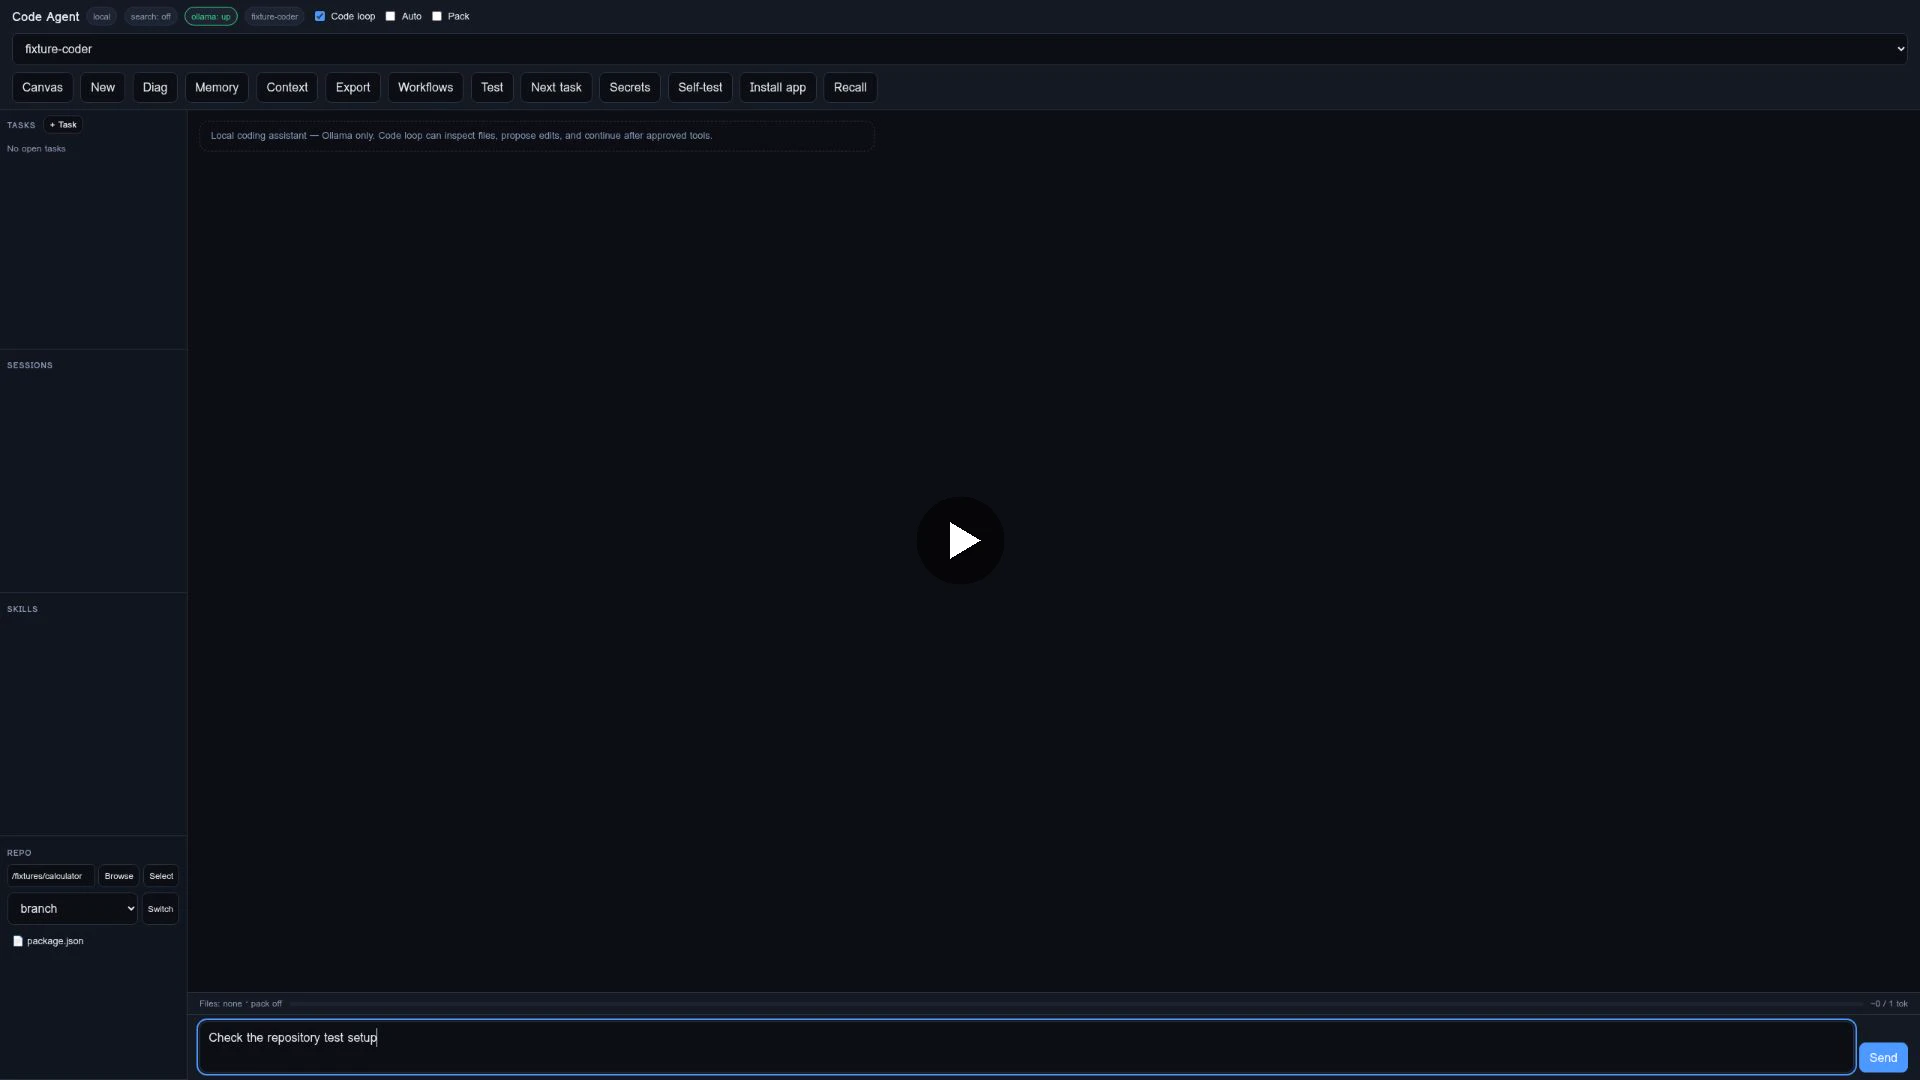 Code Agent local search: off ollama: up fixture-coder Code loop Auto Pack
fixture-coder
Canvas New Diag Memory Context Export Workflows Test Next task Secrets Self-test Install app Recall
TASKS + Task
No open tasks
Local coding assistant — Ollama only. Code loop can inspect files, propose edits, and continue after approved tools.
SESSIONS
SKILLS
REPO
/fixtures/calculator Browse Select
branch Switch
package.json
Files: none · pack off ~0 / 1 tok
Check the repository test setup
Send